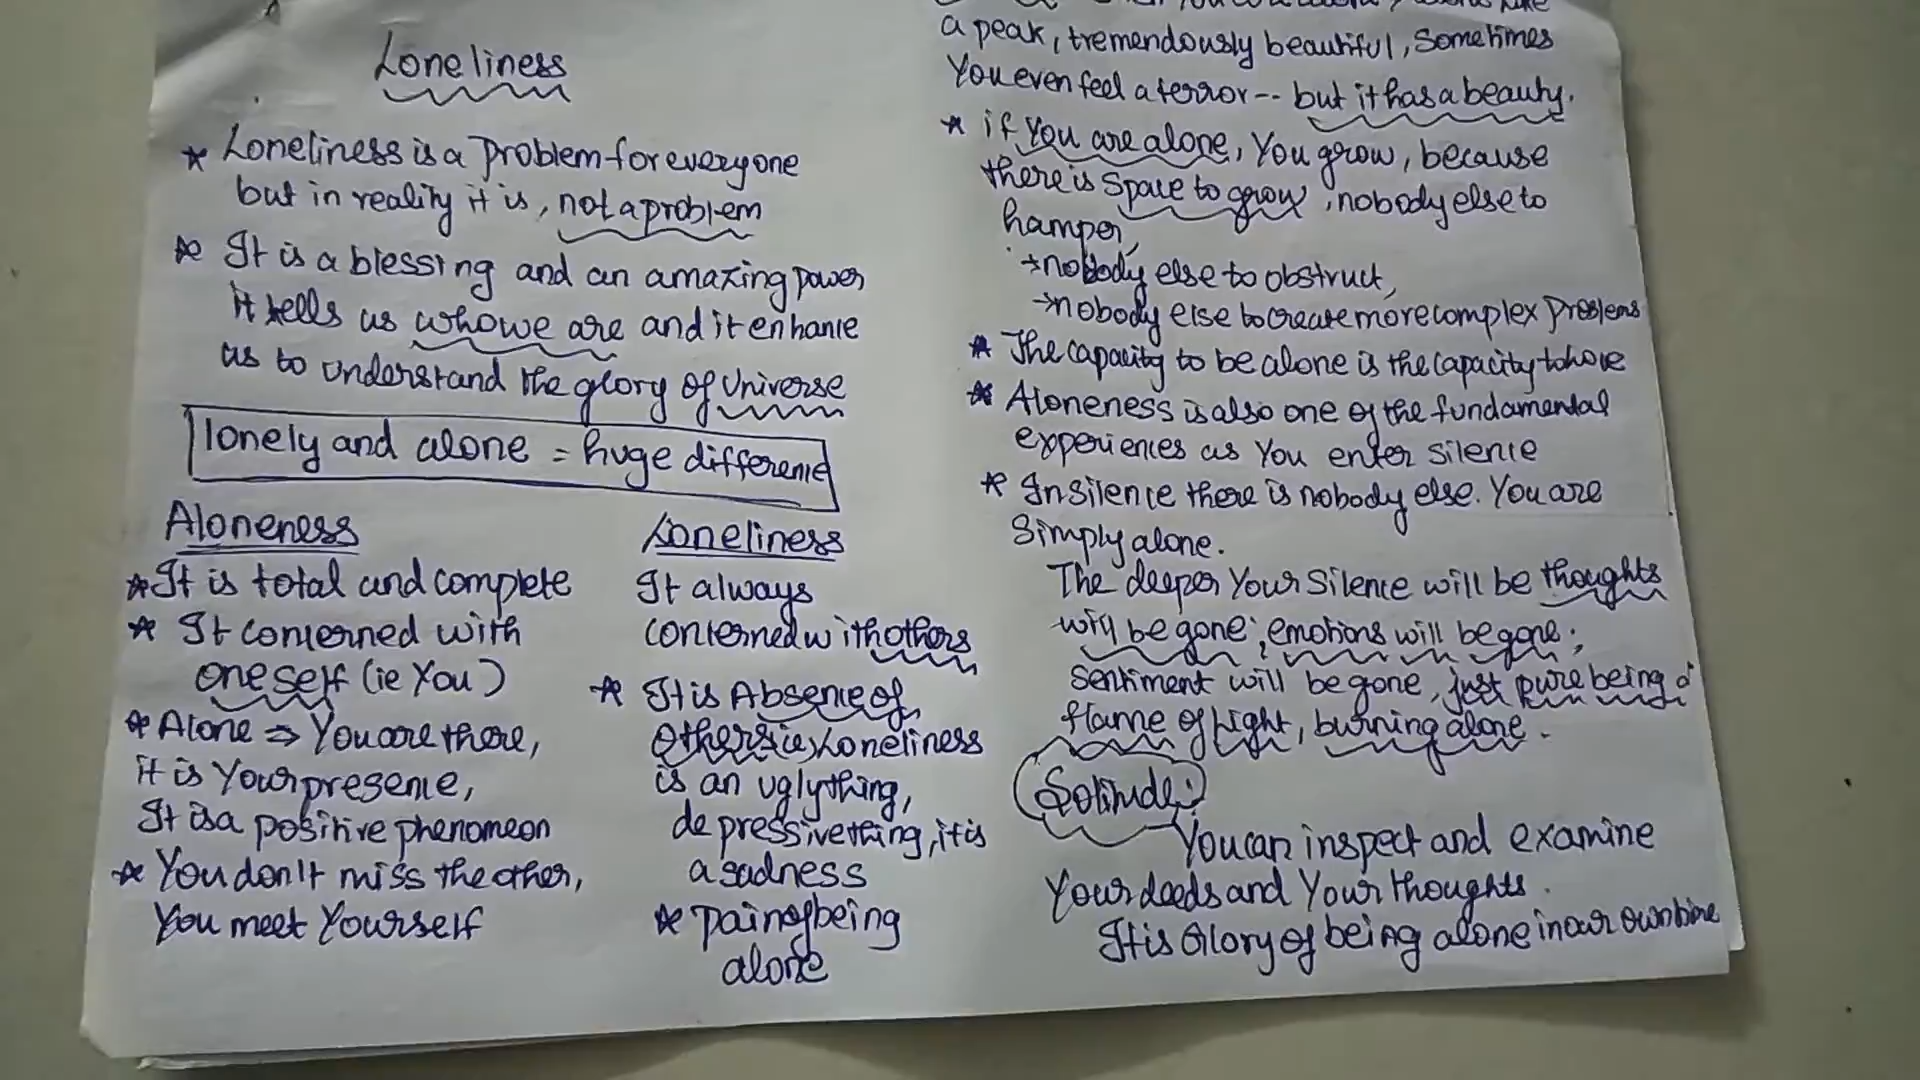 Loneliness
* Loneliness is a problem for everyone
but in reality it is, not a problem
* It is a blessing and an amazing power
it tells us who we are and it enhance
us to understand the glory of Universe
lonely and alone = huge difference
Aloneness
* It is total and complete
* It concerned with
oneself (ie You)
* Alone ⇒ You are there,
it is Your presence,
It is a positive phenomeon
* You don't miss the other,
You meet Yourself
Loneliness
It always
concerned with others
* It is Absence of
others (ie) Loneliness
is an ugly thing,
depressive thing, it is
a sadness
* pain of being
alone
a peak, tremendously beautiful, Sometimes
You even feel a terror -- but it has a beauty.
* if You are alone, You grow, because
there is space to grow, nobody else to
hamper,
→ nobody else to obstruct,
→ nobody else to create more complex problems
* The capacity to be alone is the capacity to
* Aloneness is also one of the fundamental
experiences as You enter silence
* In silence there is nobody else. You are
Simply alone.
The deeper Your Silence will be thoughts
will be gone; emotions will be gone;
sentiment will be gone, just pure being a
flame of Light, burning alone.
Solitude:
You can inspect and examine
Your deeds and Your thoughts.
It is Glory of being alone in our own